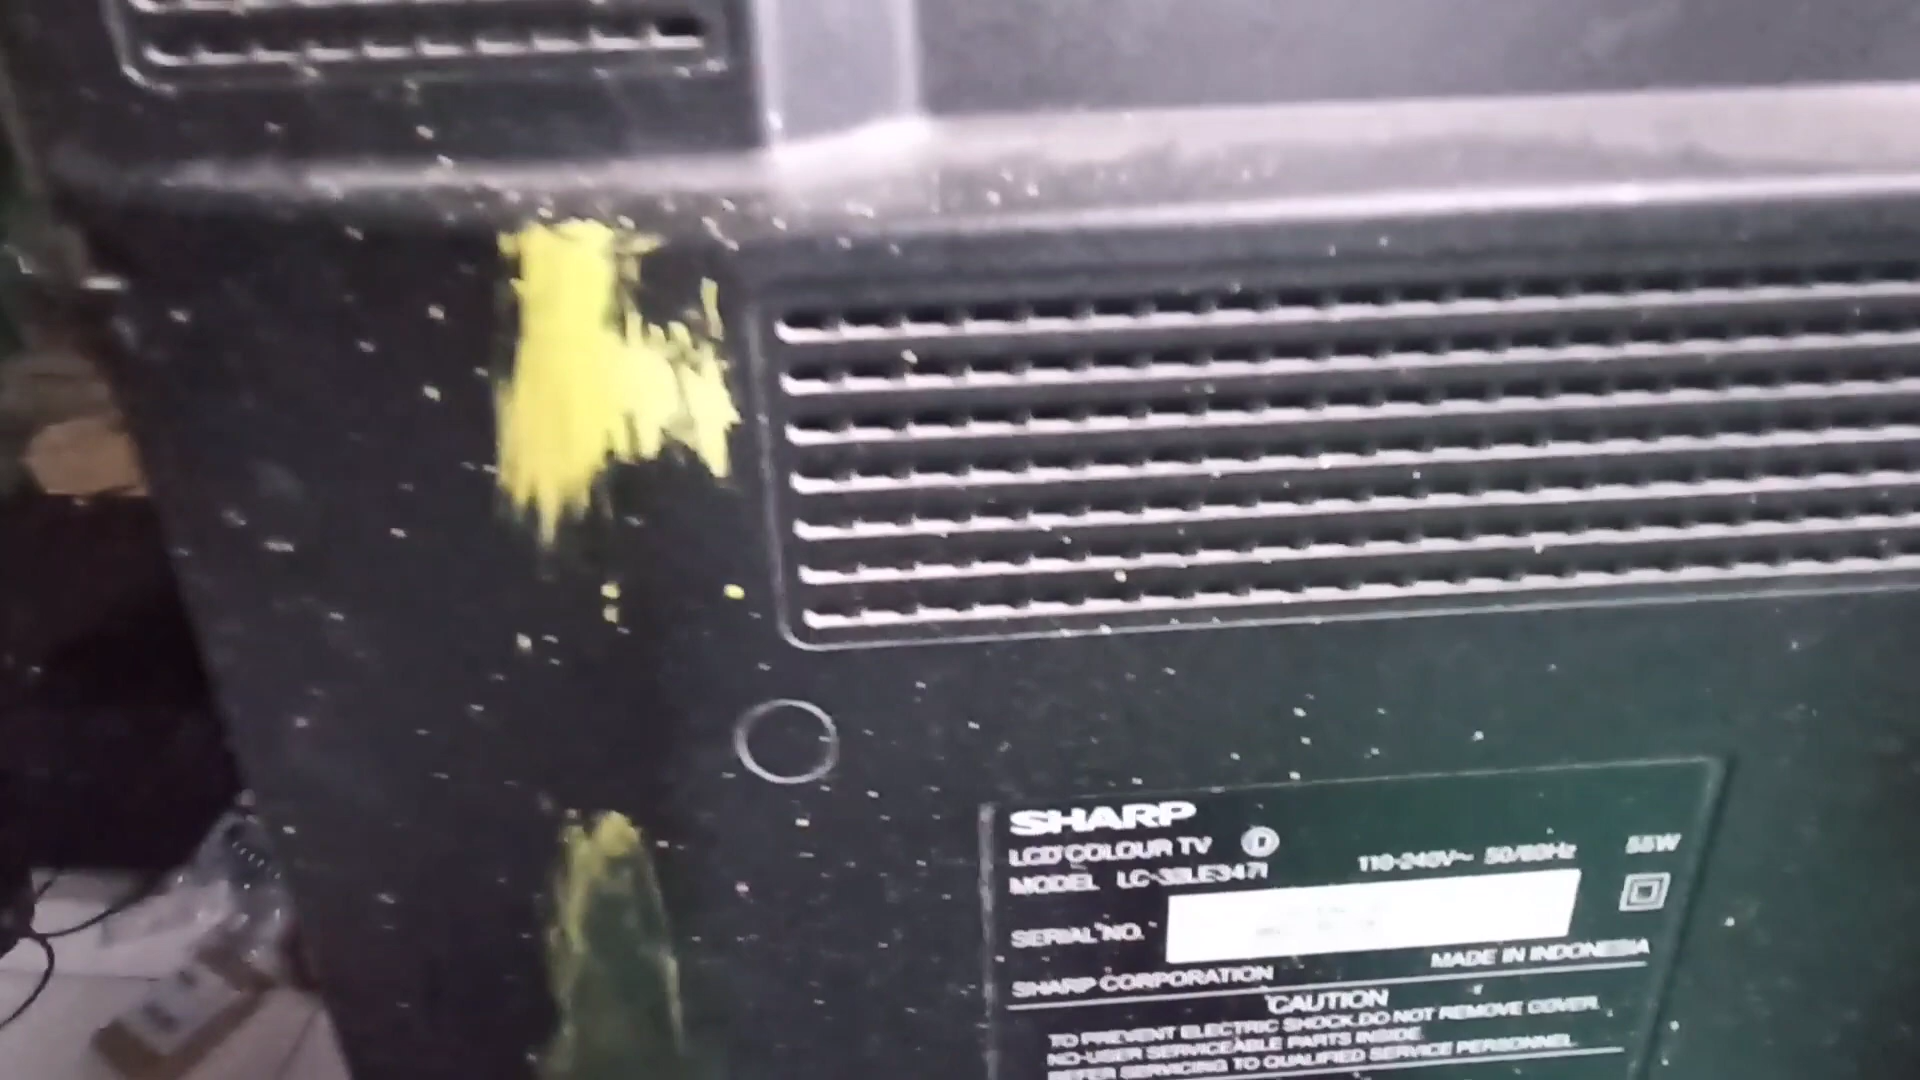 SHARP
LCD COLOUR TV
110-240V~ 50/60Hz
55W
MODEL LC-32LE347I
SERIAL NO.
MADE IN INDONESIA
SHARP CORPORATION
CAUTION
TO PREVENT ELECTRIC SHOCK,DO NOT REMOVE COVER.
NO-USER SERVICEABLE PARTS INSIDE.
REFER SERVICING TO QUALIFIED SERVICE PERSONNEL.